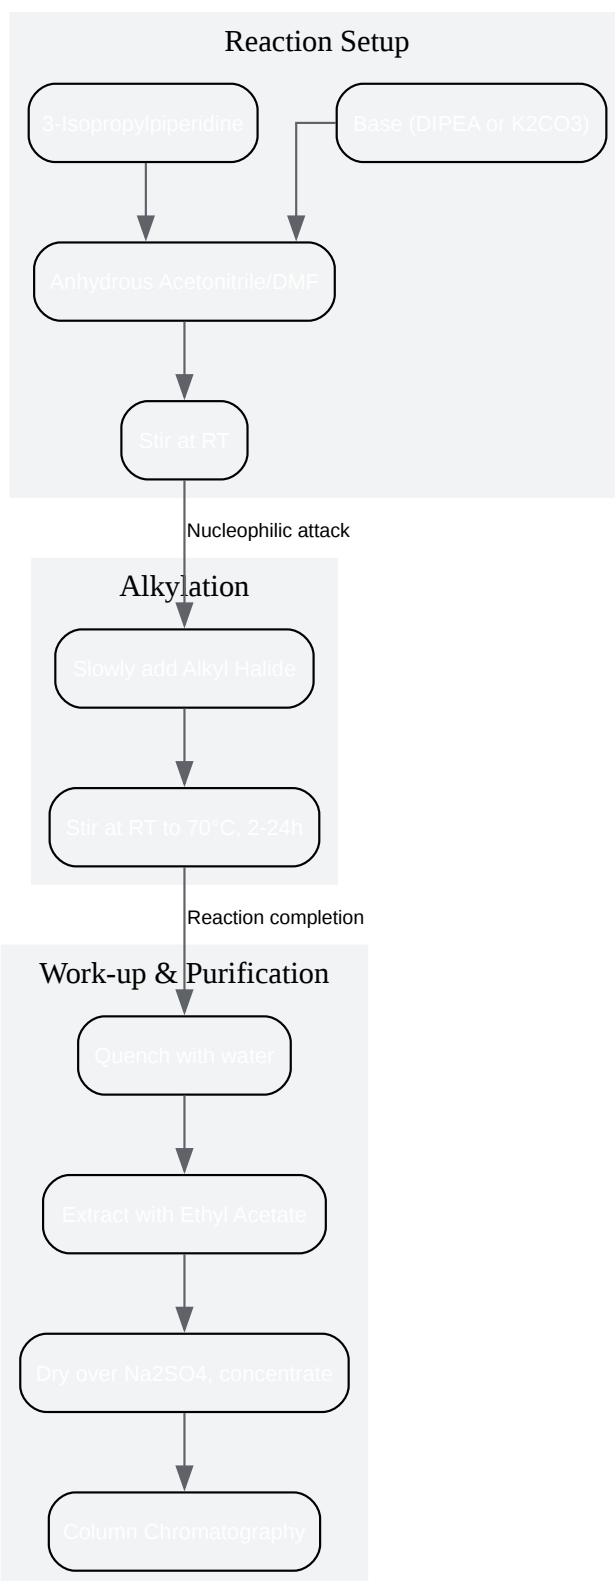 Reaction Setup
3-Isopropylpiperidine
Base (DIPEA or K2CO3)
Anhydrous Acetonitrile/DMF
Stir at RT
Nucleophilic attack
Alkylation
Slowly add Alkyl Halide
Stir at RT to 70°C, 2-24h
Reaction completion
Work-up & Purification
Quench with water
Extract with Ethyl Acetate
Dry over Na2SO4, concentrate
Column Chromatography